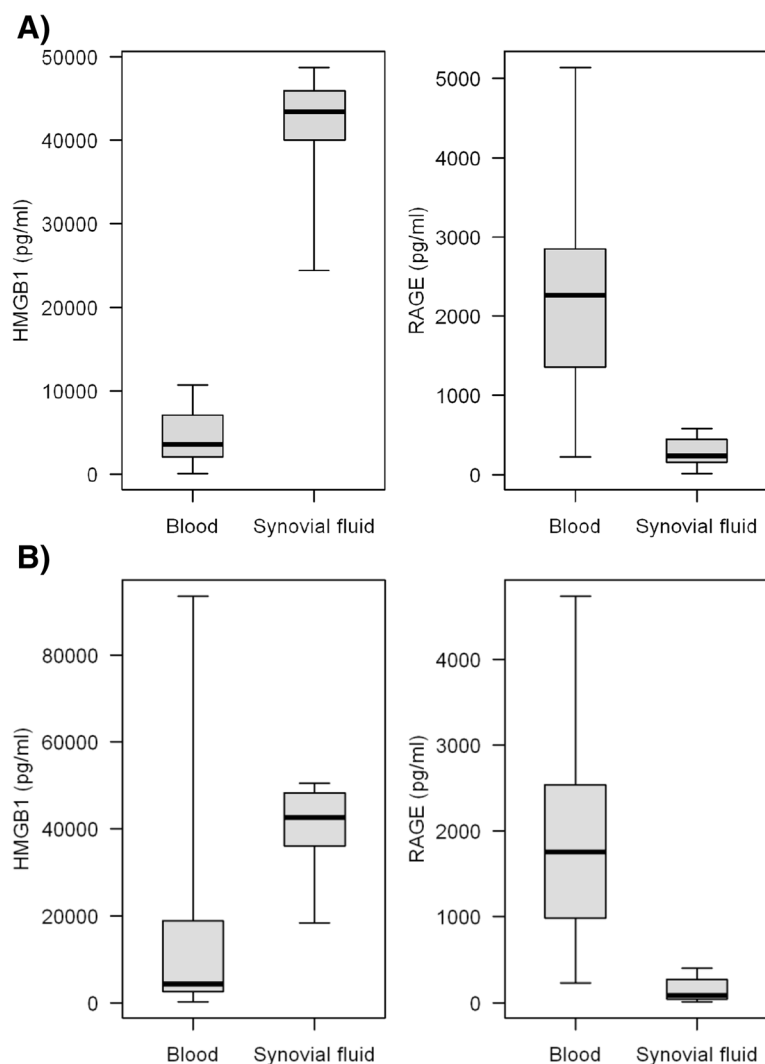 A)
HMGB1 (pg/ml)
50000
40000
30000
20000
10000
0
Blood Synovial fluid
RAGE (pg/ml)
5000
4000
3000
2000
1000
0
Blood Synovial fluid
B)
HMGB1 (pg/ml)
80000
60000
40000
20000
0
Blood Synovial fluid
RAGE (pg/ml)
4000
3000
2000
1000
0
Blood Synovial fluid